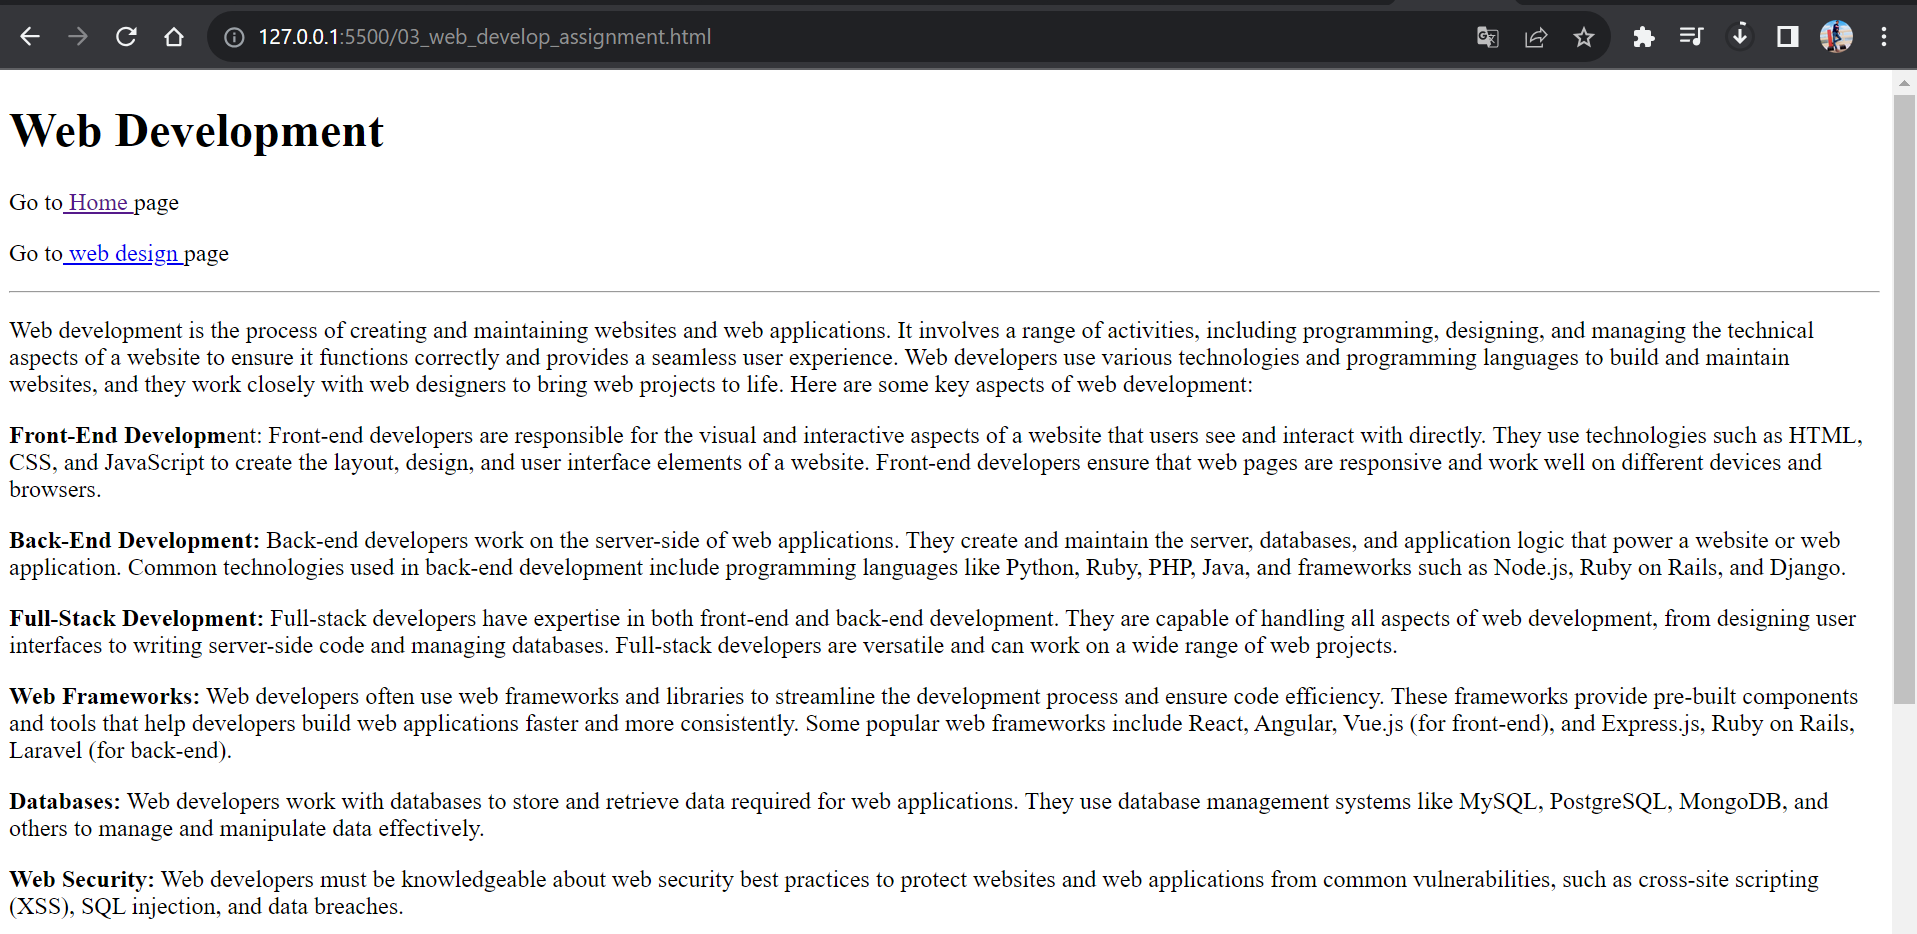 127.0.0.1:5500/03_web_develop_assignment.html
Web Development
Go to Home page
Go to web design page
Web development is the process of creating and maintaining websites and web applications. It involves a range of activities, including programming, designing, and managing the technical
aspects of a website to ensure it functions correctly and provides a seamless user experience. Web developers use various technologies and programming languages to build and maintain
websites, and they work closely with web designers to bring web projects to life. Here are some key aspects of web development:
Front-End Development: Front-end developers are responsible for the visual and interactive aspects of a website that users see and interact with directly. They use technologies such as HTML,
CSS, and JavaScript to create the layout, design, and user interface elements of a website. Front-end developers ensure that web pages are responsive and work well on different devices and
browsers.
Back-End Development: Back-end developers work on the server-side of web applications. They create and maintain the server, databases, and application logic that power a website or web
application. Common technologies used in back-end development include programming languages like Python, Ruby, PHP, Java, and frameworks such as Node.js, Ruby on Rails, and Django.
Full-Stack Development: Full-stack developers have expertise in both front-end and back-end development. They are capable of handling all aspects of web development, from designing user
interfaces to writing server-side code and managing databases. Full-stack developers are versatile and can work on a wide range of web projects.
Web Frameworks: Web developers often use web frameworks and libraries to streamline the development process and ensure code efficiency. These frameworks provide pre-built components
and tools that help developers build web applications faster and more consistently. Some popular web frameworks include React, Angular, Vue.js (for front-end), and Express.js, Ruby on Rails,
Laravel (for back-end).
Databases: Web developers work with databases to store and retrieve data required for web applications. They use database management systems like MySQL, PostgreSQL, MongoDB, and
others to manage and manipulate data effectively.
Web Security: Web developers must be knowledgeable about web security best practices to protect websites and web applications from common vulnerabilities, such as cross-site scripting
(XSS), SQL injection, and data breaches.